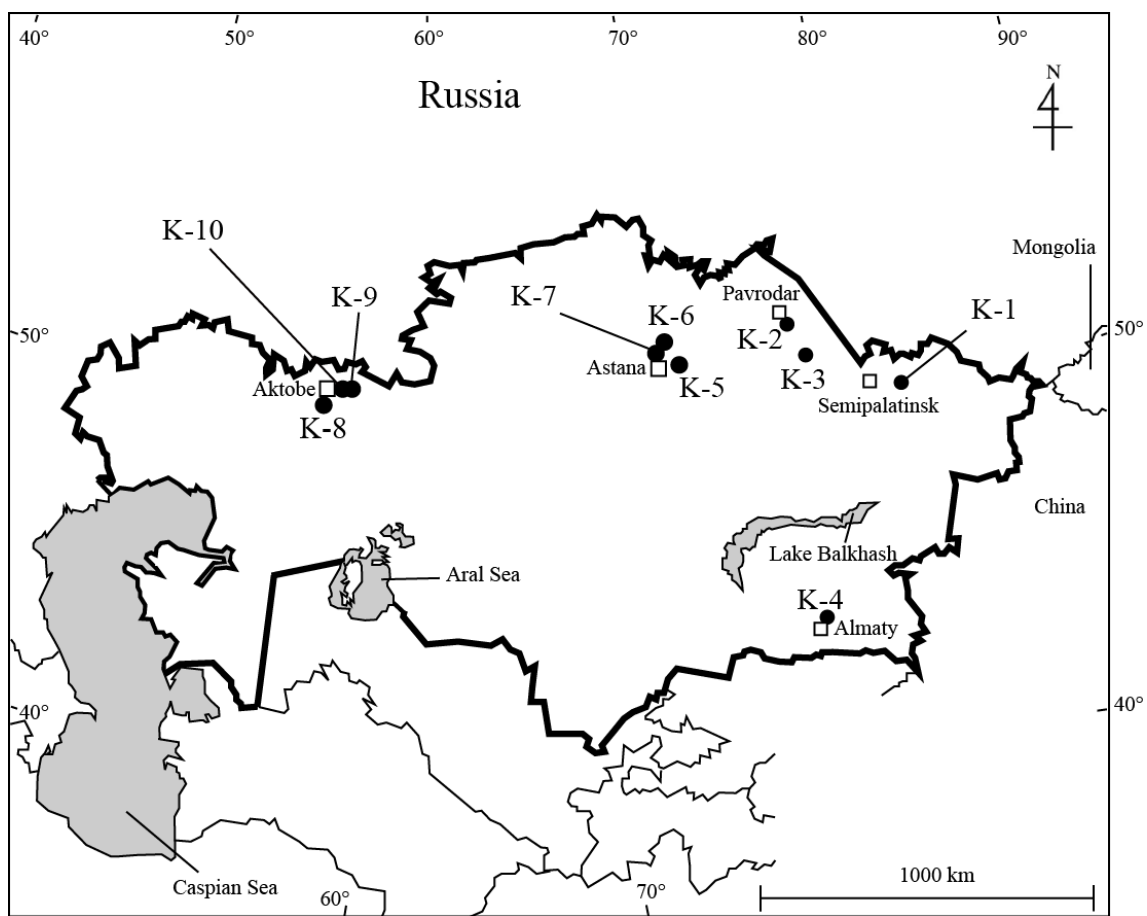 40° 50° 60° 70° 80° 90°
Russia
N
K-10
K-9
K-7
K-6
Pavrodar
K-2
K-1
Mongolia
50° 50°
Aktobe
K-8
Astana
K-5
K-3
Semipalatinsk
China
Lake Balkhash
Aral Sea
K-4
Almaty
40° 40°
Caspian Sea
60° 70°
1000 km